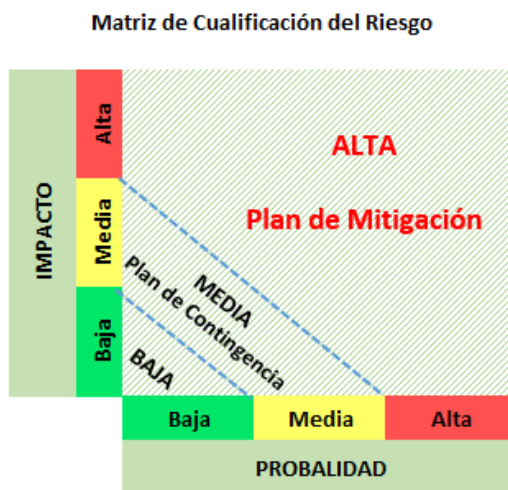 Matriz de Cualificación del Riesgo
IMPACTO
Alta
Media
Baja
ALTA
Plan de Mitigación
MEDIA
Plan de Contingencia
BAJA
Baja
Media
Alta
PROBALIDAD